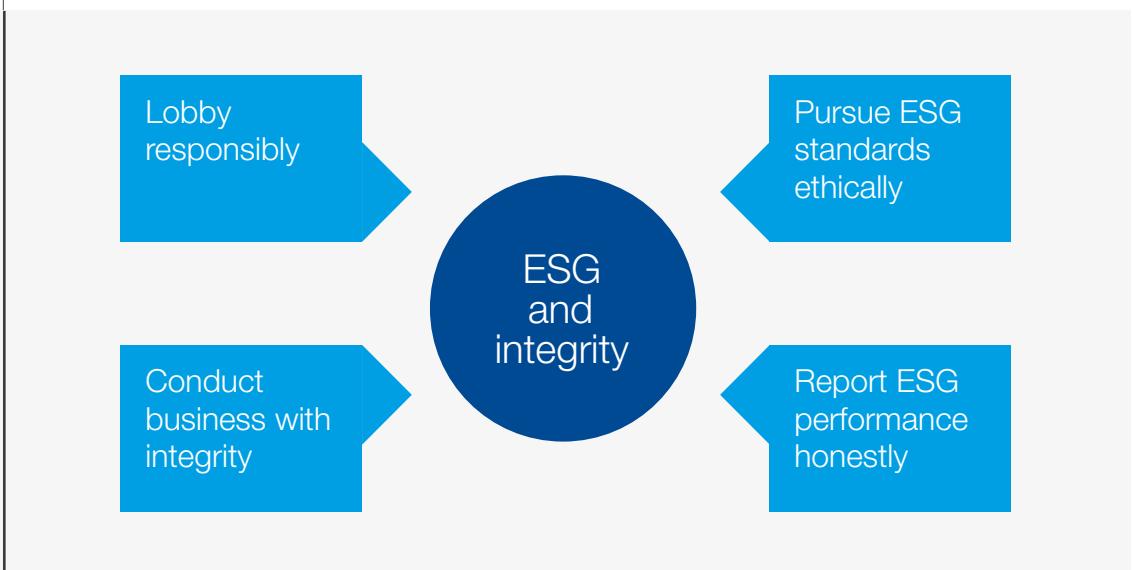 Lobby
responsibly
Pursue ESG
standards
ethically
ESG
and
integrity
Conduct
business with
integrity
Report ESG
performance
honestly